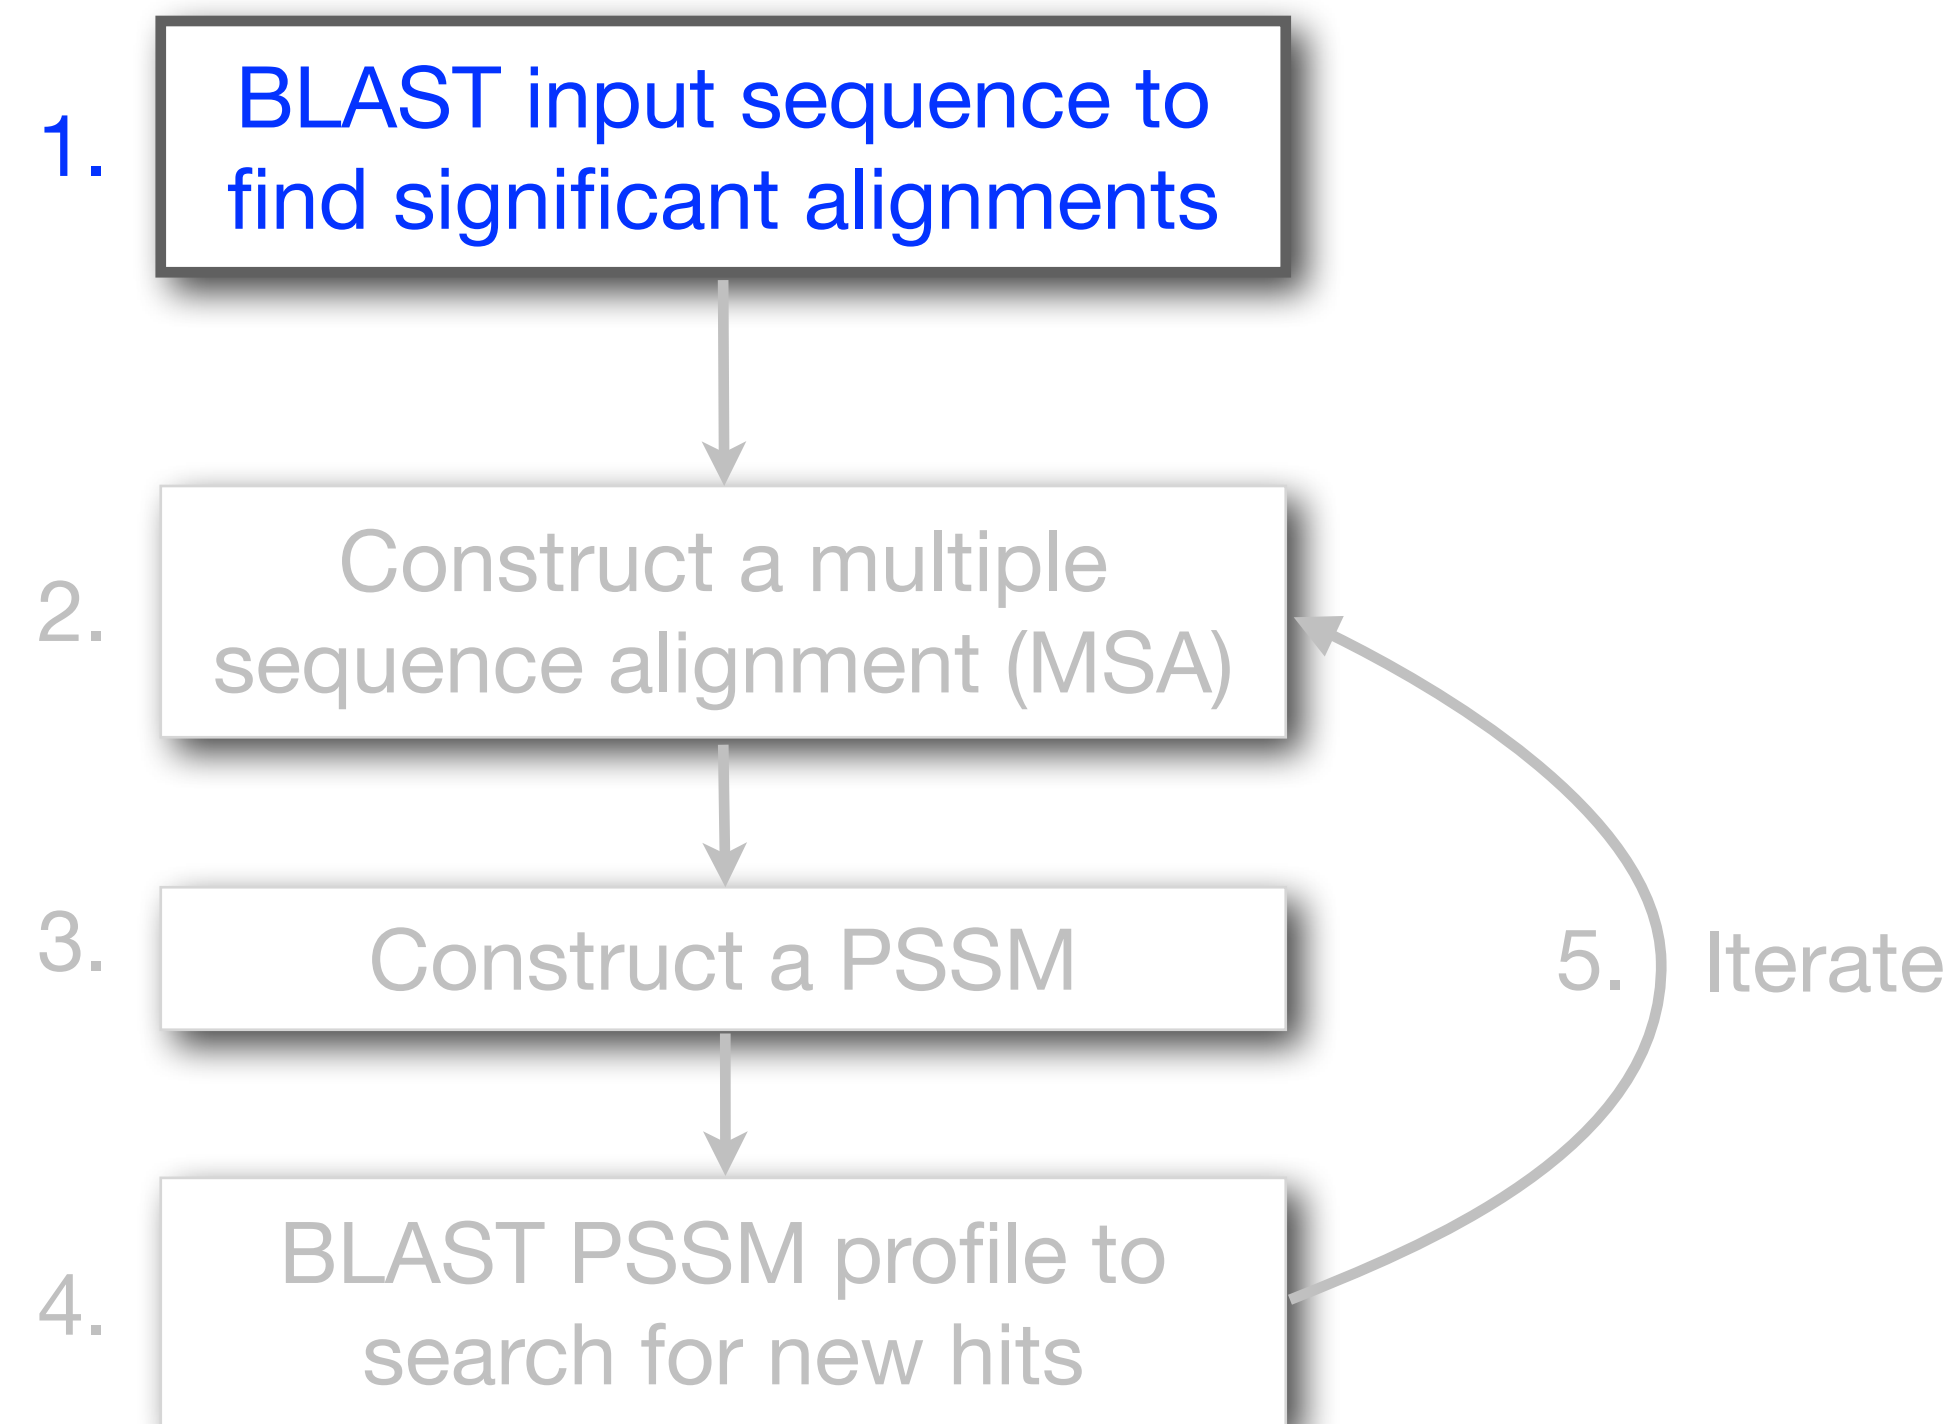 1.
BLAST input sequence to
find significant alignments
2.
Construct a multiple
sequence alignment (MSA)
3.
Construct a PSSM
5. Iterate
4.
BLAST PSSM profile to
search for new hits